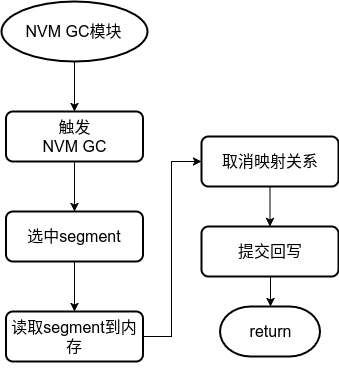 NVM GC模块
触发
NVM GC
选中segment
读取segment到内
存
取消映射关系
提交回写
return